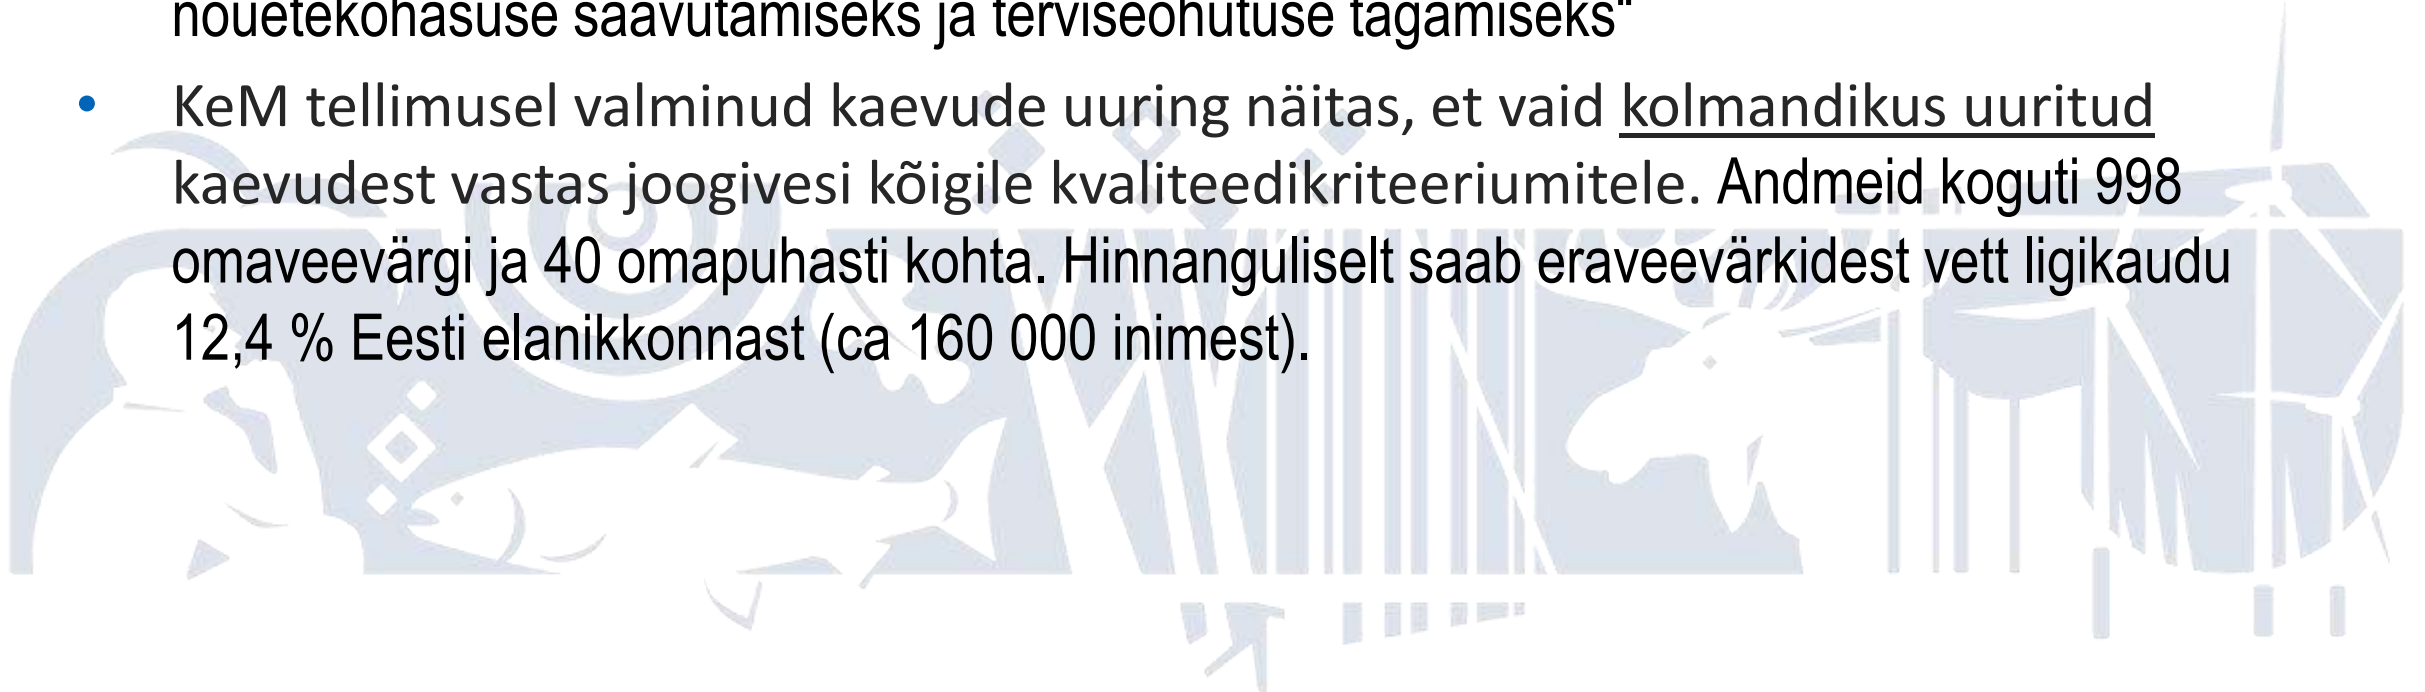 nõuetekohasuse saavutamiseks ja terviseohutuse tagamiseks"
• KeM tellimusel valminud kaevude uuring näitas, et vaid kolmandikus uuritud
kaevudest vastas joogivesi kõigile kvaliteedikriteeriumitele. Andmeid koguti 998
omaveevärgi ja 40 omapuhasti kohta. Hinnanguliselt saab eraveevärkidest vett ligikaudu
12,4 % Eesti elanikkonnast (ca 160 000 inimest).